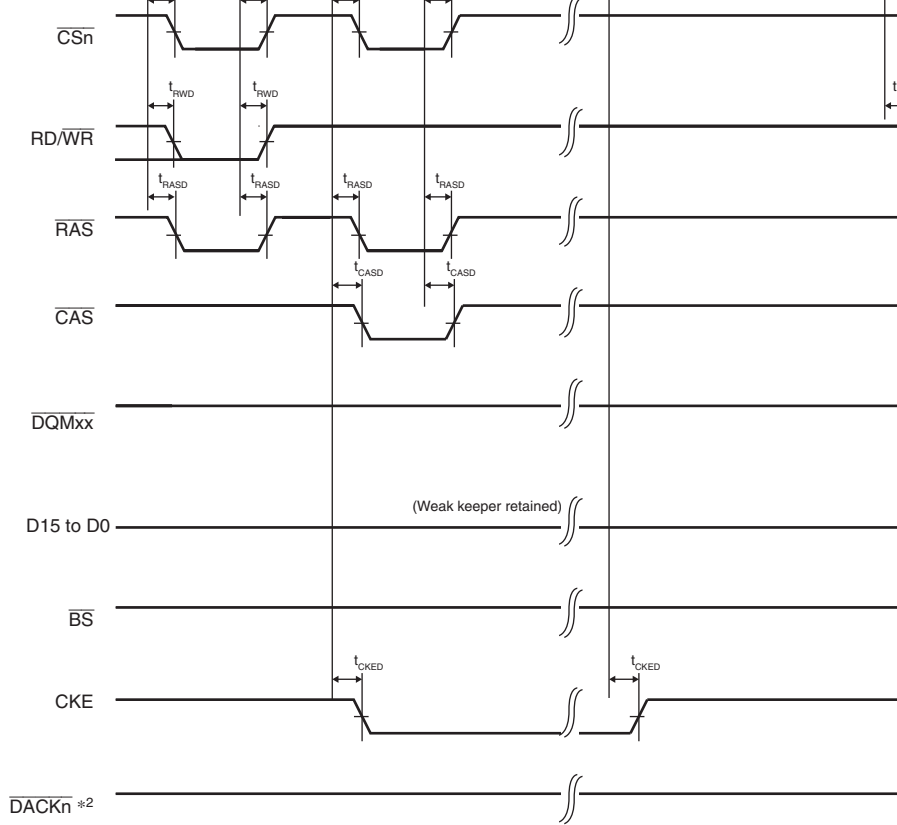 CSn
tRWD tRWD t
RD/WR
tRASD tRASD tRASD tRASD
RAS
tCASD tCASD
CAS
DQMxx
(Weak keeper retained)
D15 to D0
BS
tCKED tCKED
CKE
DACKn *2